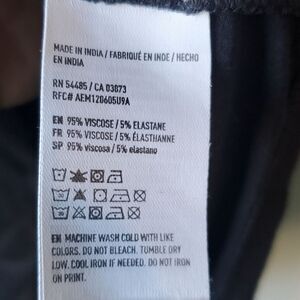 MADE IN INDIA / FABRIQUÉ EN INDE / HECHO
EN INDIA
RN 54485 / CA 03873
RFC# AEM120605U9A
EN 95% VISCOSE / 5% ELASTANE
FR 95% VISCOSE / 5% ÉLASTHANNE
SP 95% viscosa / 5% elastano
EN MACHINE WASH COLD WITH LIKE
COLORS. DO NOT BLEACH. TUMBLE DRY
LOW. COOL IRON IF NEEDED. DO NOT IRON
ON PRINT.